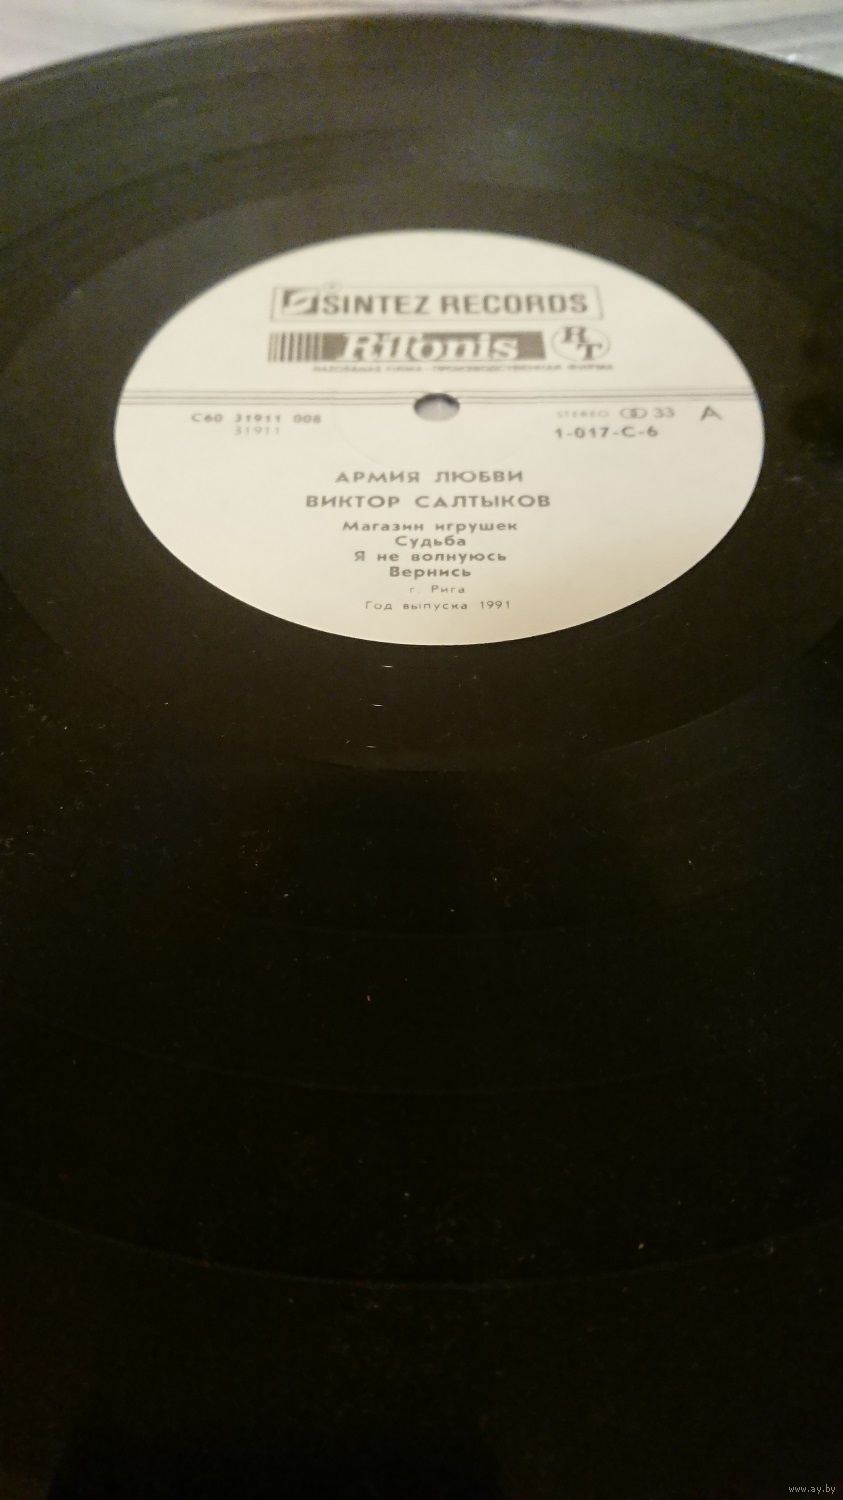 SINTEZ RECORDS
Ritonis RT
С60 31911 008
31911
STEREO 33 A
1-017-C-6
АРМИЯ ЛЮБВИ
ВИКТОР САЛТЫКОВ
Магазин игрушек
Судьба
Я не волнуюсь
Вернись
г. Рига
Год выпуска 1991
www.ay.by